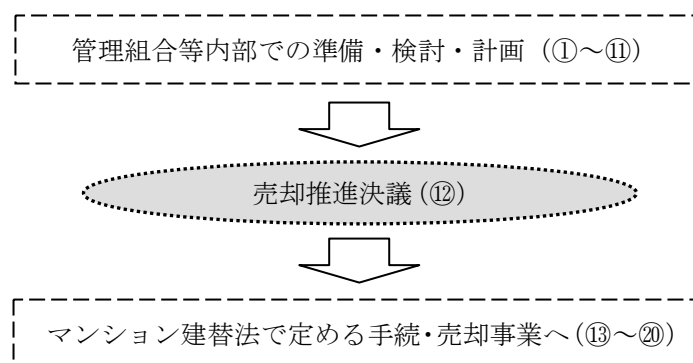 管理組合等内部での準備・検討・計画（①～⑪）
売却推進決議（⑫）
マンション建替法で定める手続・売却事業へ（⑬～⑳）